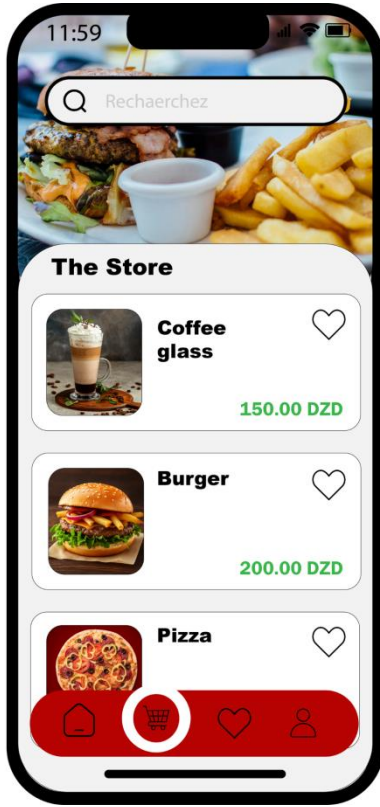 11:59
Rechaerchez
The Store
Coffee
glass
150.00 DZD
Burger
200.00 DZD
Pizza